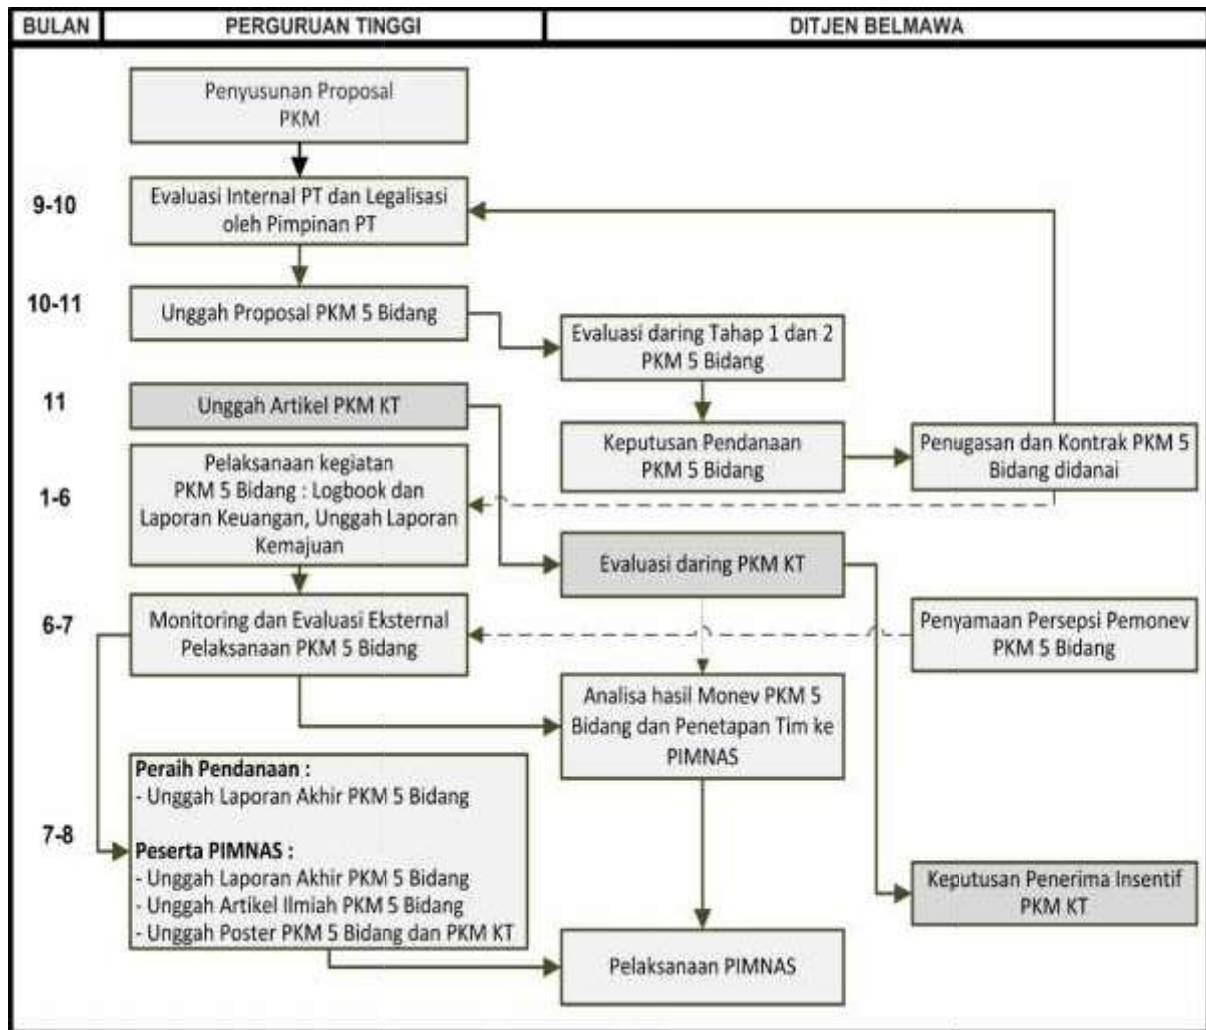 BULAN
PERGURUAN TINGGI
DITJEN BELMAWA
Penyusunan Proposal
PKM
9-10
Evaluasi Internal PT dan Legalisasi
oleh Pimpinan PT
10-11
Unggah Proposal PKM 5 Bidang
Evaluasi daring Tahap 1 dan 2
PKM 5 Bidang
11
Unggah Artikel PKM KT
Keputusan Pendanaan
PKM 5 Bidang
Penugasan dan Kontrak PKM 5
Bidang didanai
1-6
Pelaksanaan kegiatan
PKM 5 Bidang : Logbook dan
Laporan Keuangan, Unggah Laporan
Kemajuan
Evaluasi daring PKM KT
6-7
Monitoring dan Evaluasi Eksternal
Pelaksanaan PKM 5 Bidang
Penyamaan Persepsi Pemonev
PKM 5 Bidang
Analisa hasil Monev PKM 5
Bidang dan Penetapan Tim ke
PIMNAS
7-8
Peraih Pendanaan :
- Unggah Laporan Akhir PKM 5 Bidang
Peserta PIMNAS :
- Unggah Laporan Akhir PKM 5 Bidang
- Unggah Artikel Ilmiah PKM 5 Bidang
- Unggah Poster PKM 5 Bidang dan PKM KT
Keputusan Penerima Insentif
PKM KT
Pelaksanaan PIMNAS